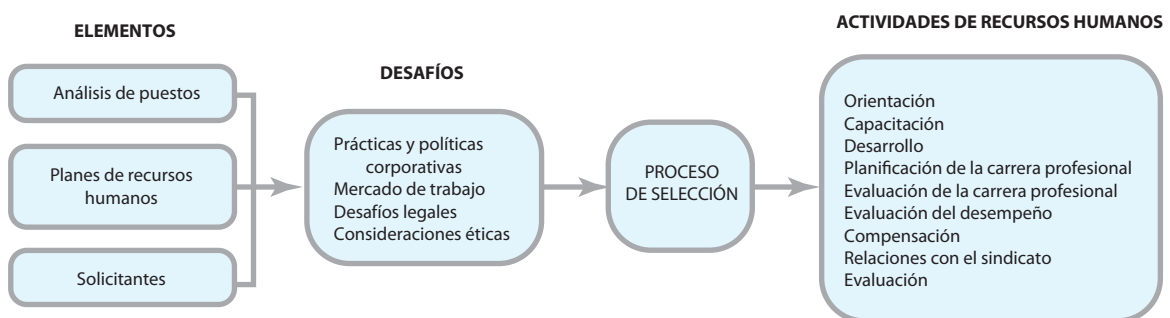 ELEMENTOS
Análisis de puestos
Planes de recursos
humanos
Solicitantes
DESAFÍOS
Prácticas y políticas
corporativas
Mercado de trabajo
Desafíos legales
Consideraciones éticas
PROCESO
DE SELECCIÓN
ACTIVIDADES DE RECURSOS HUMANOS
Orientación
Capacitación
Desarrollo
Planificación de la carrera profesional
Evaluación de la carrera profesional
Evaluación del desempeño
Compensación
Relaciones con el sindicato
Evaluación